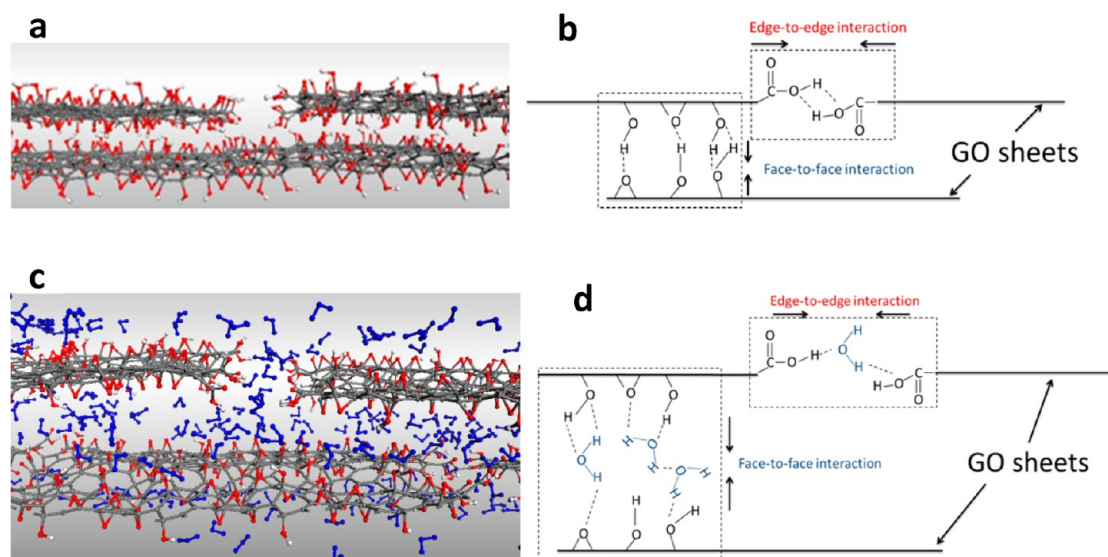 a
b
Edge-to-edge interaction
O
C
O H
H O
C
O
O O O
H H H H
O O O
Face-to-face interaction
GO sheets
c
d
Edge-to-edge interaction
O
C
O H
H
O
H
H O
C
O
O O O
H H
H
O
H
H O
H
O H
H
H H
O O O
Face-to-face interaction
GO sheets